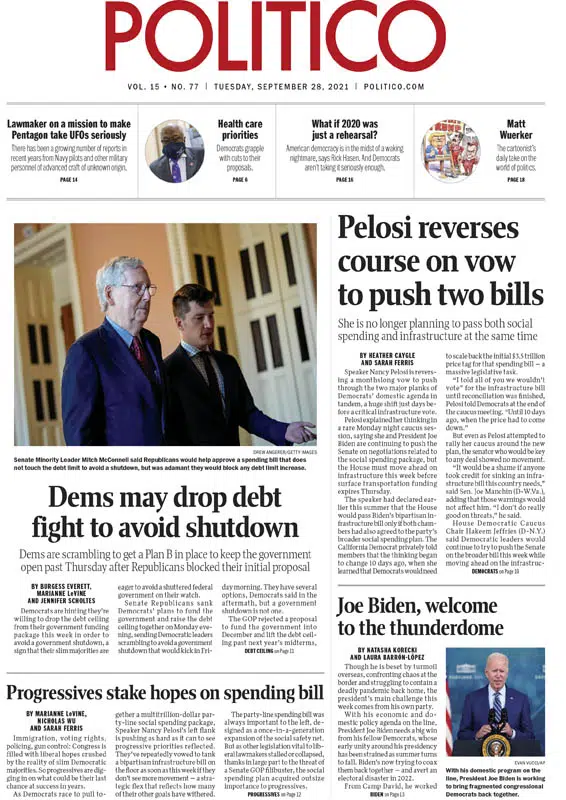 POLITICO
VOL. 15 • NO. 77 | TUESDAY, SEPTEMBER 28, 2021 | POLITICO.COM
Lawmaker on a mission to make
Pentagon take UFOs seriously
There has been a growing number of reports in
recent years from Navy pilots and other military
personnel of advanced craft of unknown origin.
PAGE 14
Health care
priorities
Democrats grapple
with cuts to their
proposals.
PAGE 6
What if 2020 was
just a rehearsal?
American democracy is in the midst of a waking
nightmare, says Rick Hasen. And Democrats
aren't taking it seriously enough.
PAGE 16
TRUMP
Matt
Wuerker
The cartoonist's
daily take on the
world of politics.
PAGE 18
DREW ANGERER/GETTY IMAGES
Senate Minority Leader Mitch McConnell said Republicans would help approve a spending bill that does
not touch the debt limit to avoid a shutdown, but was adamant they would block any debt limit increase.
Dems may drop debt
fight to avoid shutdown
Dems are scrambling to get a Plan B in place to keep the government
open past Thursday after Republicans blocked their initial proposal
BY BURGESS EVERETT,
MARIANNE LEVINE
AND JENNIFER SCHOLTES
Democrats are hinting they're
willing to drop the debt ceiling
from their government funding
package this week in order to
avoid a government shutdown, a
sign that their slim majorities are
eager to avoid a shuttered federal
government on their watch.
Senate Republicans sank
Democrats' plans to fund the
government and raise the debt
ceiling together on Monday eve-
ning, sending Democratic leaders
scrambling to avoid a government
shutdown that would kick in Fri-
day morning. They have several
options, Democrats said in the
aftermath, but a government
shutdown is not one.
The GOP rejected a proposal
to fund the government into
December and lift the debt ceil-
ing past next year's midterms,
DEBT CEILING on Page 11
Pelosi reverses
course on vow
to push two bills
She is no longer planning to pass both social
spending and infrastructure at the same time
BY HEATHER CAYGLE
AND SARAH FERRIS
Speaker Nancy Pelosi is revers-
ing a monthslong vow to push
through the two major planks of
Democrats' domestic agenda in
tandem, a huge shift just days be-
fore a critical infrastructure vote.
Pelosi explained her thinking in
a rare Monday night caucus ses-
sion, saying she and President Joe
Biden are continuing to push the
Senate on negotiations related to
the social spending package, but
the House must move ahead on
infrastructure this week before
surface transportation funding
expires Thursday.
The speaker had declared ear-
lier this summer that the House
would pass Biden's bipartisan in-
frastructure bill only if both cham-
bers had also agreed to the party's
broader social spending plan. The
California Democrat privately told
members that the thinking began
to change 10 days ago, when she
learned that Democrats would need
to scale back the initial $3.5 trillion
price tag for that spending bill — a
massive legislative task.
"I told all of you we wouldn't
vote" for the infrastructure bill
until reconciliation was finished,
Pelosi told Democrats at the end of
the caucus meeting. "Until 10 days
ago, when the price had to come
down."
But even as Pelosi attempted to
rally her caucus around the new
plan, the senator who would be key
to any deal showed no movement.
"It would be a shame if anyone
took credit for sinking an infra-
structure bill this country needs,"
said Sen. Joe Manchin (D-W.Va.),
adding that those warnings would
not affect him. "I don't do really
good on threats," he said.
House Democratic Caucus
Chair Hakeem Jeffries (D-N.Y.)
said Democratic leaders would
continue to try to push the Senate
on the broader bill this week while
moving ahead on the infrastruc-
DEMOCRATS on Page 10
Progressives stake hopes on spending bill
BY MARIANNE LeVINE,
NICHOLAS WU
AND SARAH FERRIS
Immigration, voting rights,
policing, gun control: Congress is
filled with liberal hopes crushed
by the reality of slim Democratic
majorities. So progressives are dig-
ging in on what could be their last
chance at success in years.
As Democrats race to pull to-
gether a multitrillion-dollar par-
ty-line social spending package,
Speaker Nancy Pelosi's left flank
is pushing as hard as it can to see
progressive priorities reflected.
They've repeatedly vowed to tank
a bipartisan infrastructure bill on
the floor as soon as this week if they
don't see more movement — a stra-
tegic flex that reflects how many
of their other goals have withered.
The party-line spending bill was
always important to the left, de-
signed as a once-in-a-generation
expansion of the social safety net.
But as other legislation vital to lib-
eral lawmakers stalled or collapsed,
thanks in large part to the threat of
a Senate GOP filibuster, the social
spending plan acquired outsize
importance to progressives.
PROGRESSIVES on Page 12
Joe Biden, welcome
to the thunderdome
BY NATASHA KORECKI
AND LAURA BARRÓN-LÓPEZ
Though he is beset by turmoil
overseas, confronting chaos at the
border and struggling to contain a
deadly pandemic back home, the
president's main challenge this
week comes from his own party.
With his economic and do-
mestic policy agenda on the line,
President Joe Biden needs a big win
from his fellow Democrats, whose
early unity around his presidency
has been strained as summer turns
to fall. Biden's now trying to coax
them back together — and avert an
electoral disaster in 2022.
From Camp David, he worked
BIDEN on Page 13
EVAN VUCCI/AP
With his domestic program on the
line, President Joe Biden is working
to bring fragmented congressional
Democrats back together.